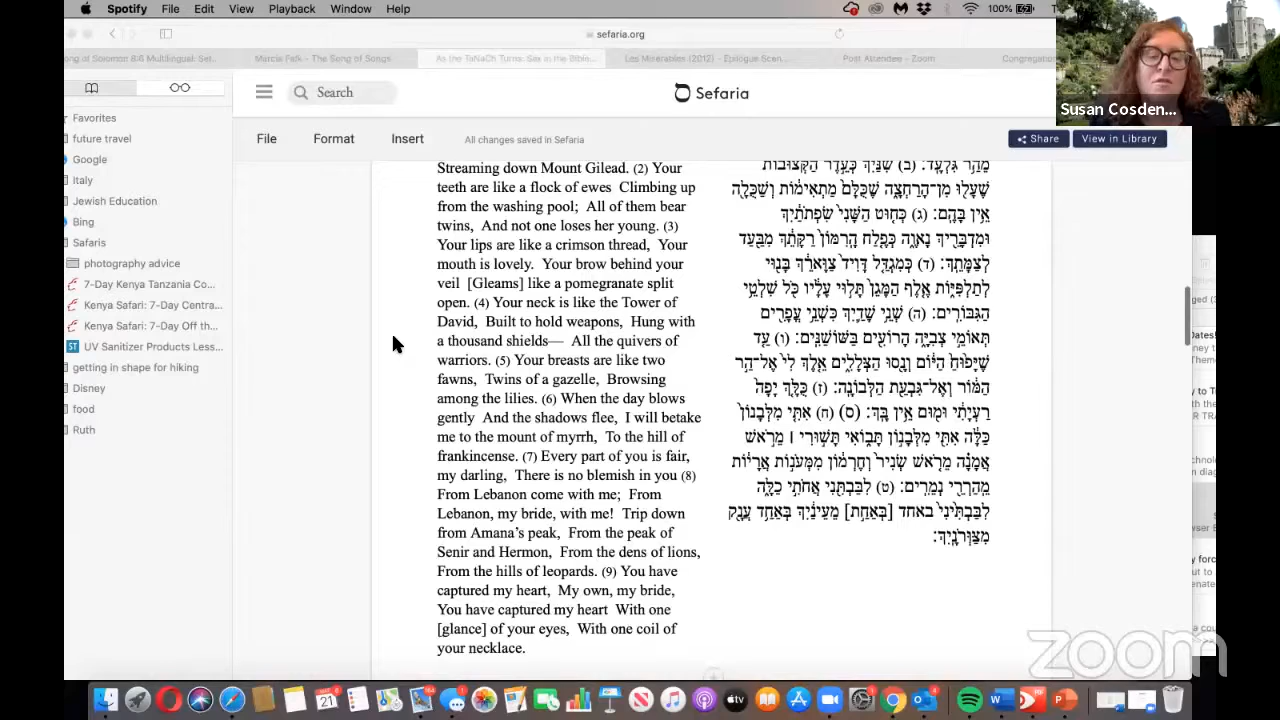 Spotify File Edit View Playback Window Help
100%
sefaria.org
Song of Solomon 8:6 Multilingual: Sef...
Marcia Falk - The Song of Songs
As the TaNaCh Turns: Sex in the Bible...
Les Misérables (2012) - Epilogue Scen...
Post Attendee - Zoom
Congregation
Susan Cosden...
Favorites
future travel
Google
Italy
Jewish Education
Bing
Safaris
photography advice
7-Day Kenya Tanzania Co...
Kenya Safari: 7-Day Centra...
Kenya Safari: 7-Day Off th...
ST UV Sanitizer Products Less...
getting in shape for hiking
Disney
food
Ruth
Search
Sefaria
File Format Insert All changes saved in Sefaria
Share View in Library
Streaming down Mount Gilead. (2) Your
teeth are like a flock of ewes Climbing up
from the washing pool; All of them bear
twins, And not one loses her young. (3)
Your lips are like a crimson thread, Your
mouth is lovely. Your brow behind your
veil [Gleams] like a pomegranate split
open. (4) Your neck is like the Tower of
David, Built to hold weapons, Hung with
a thousand shields— All the quivers of
warriors. (5) Your breasts are like two
fawns, Twins of a gazelle, Browsing
among the lilies. (6) When the day blows
gently And the shadows flee, I will betake
me to the mount of myrrh, To the hill of
frankincense. (7) Every part of you is fair,
my darling, There is no blemish in you (8)
From Lebanon come with me; From
Lebanon, my bride, with me! Trip down
from Amana’s peak, From the peak of
Senir and Hermon, From the dens of lions,
From the hills of leopards. (9) You have
captured my heart, My own, my bride,
You have captured my heart With one
[glance] of your eyes, With one coil of
your necklace.
מֵהַ֥ר גִּלְעָֽד׃ (ב) שִׁנַּ֙יִךְ֙ כְּעֵ֣דֶר הַקְּצוּב֔וֹת
שֶׁעָל֖וּ מִן־הָרַחְצָ֑ה שֶׁכֻּלָּם֙ מַתְאִימ֔וֹת וְשַׁכֻּלָ֖ה
אֵ֥ין בָּהֶֽם׃ (ג) כְּח֤וּט הַשָּׁנִי֙ שִׂפְתֹתַ֔יִךְ
וּמִדְבָּרֵ֖יךְ נָאוֶ֑ה כְּפֶ֤לַח הָֽרִמּוֹן֙ רַקָּתֵ֔ךְ מִבַּ֖עַד
לְצַמָּתֵֽךְ׃ (ד) כְּמִגְדַּ֤ל דָּוִיד֙ צַוָּארֵ֔ךְ בָּנ֖וּי
לְתַלְפִּיּ֑וֹת אֶ֤לֶף הַמָּגֵן֙ תָּל֣וּי עָלָ֔יו כֹּ֖ל שִׁלְטֵ֥י
הַגִּבּוֹרִֽים׃ (ה) שְׁנֵ֥י שָׁדַ֛יִךְ כִּשְׁנֵ֥י עֳפָרִ֖ים
תְּאוֹמֵ֣י צְבִיָּ֑ה הָרוֹעִ֖ים בַּשּׁוֹשַׁנִּֽים׃ (ו) עַ֤ד
שֶׁיָּפ֙וּחַ֙ הַיּ֔וֹם וְנָ֖סוּ הַצְּלָלִ֑ים אֵ֤לֶךְ לִי֙ אֶל־הַ֣ר
הַמּ֔וֹר וְאֶל־גִּבְעַ֖ת הַלְּבוֹנָֽה׃ (ז) כֻּלָּ֤ךְ יָפָה֙
רַעְיָתִ֔י וּמ֖וּם אֵ֥ין בָּֽךְ׃ (ס) (ח) אִתִּ֤י מִלְּבָנוֹן֙
כַּלָּ֔ה אִתִּ֖י מִלְּבָנ֣וֹן תָּב֑וֹאִי תָּשׁ֣וּרִי ׀ מֵרֹ֣אשׁ
אֲמָנָ֗ה מֵרֹ֤אשׁ שְׂנִיר֙ וְחֶרְמ֔וֹן מִמְּעֹנ֣וֹת אֲרָי֔וֹת
מֵֽהַרְרֵ֖י נְמֵרִֽים׃ (ט) לִבַּבְתִּ֖נִי אֲחֹתִ֣י כַלָּ֑ה
לִבַּבְתִּ֙ינִי֙ באחד [בְּאַחַ֣ת] מֵעֵינַ֔יִךְ בְּאַחַ֥ד עֲנָ֖ק
מִצַּוְּרֹנָֽיִךְ׃
zoom